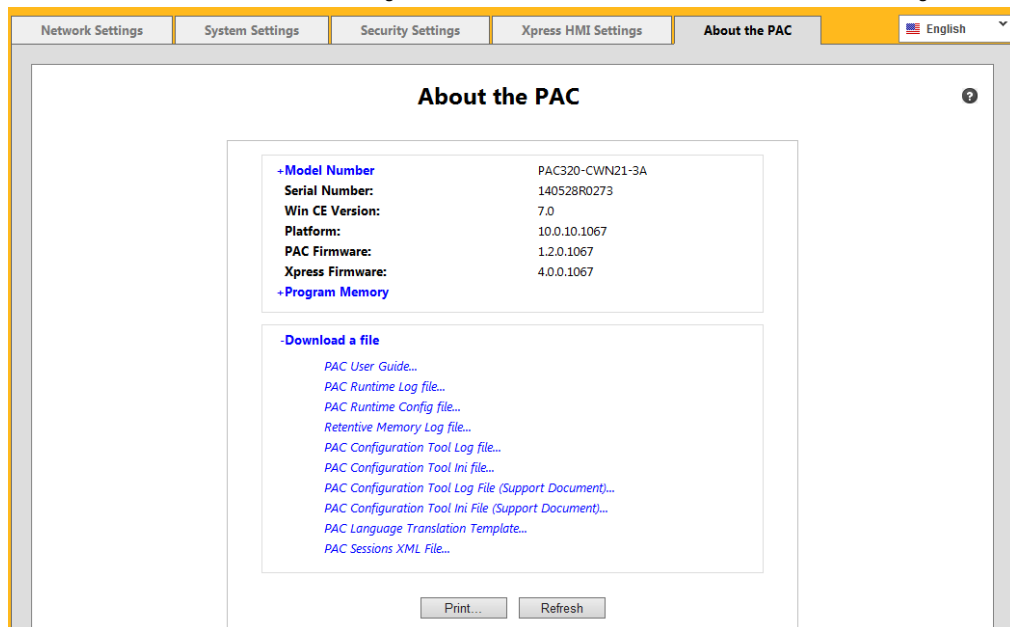 Network Settings System Settings Security Settings Xpress HMI Settings About the PAC English
About the PAC ?
+Model Number PAC320-CWN21-3A
Serial Number: 140528R0273
Win CE Version: 7.0
Platform: 10.0.10.1067
PAC Firmware: 1.2.0.1067
Xpress Firmware: 4.0.0.1067
+Program Memory
-Download a file
PAC User Guide...
PAC Runtime Log file...
PAC Runtime Config file...
Retentive Memory Log file...
PAC Configuration Tool Log file...
PAC Configuration Tool Ini file...
PAC Configuration Tool Log File (Support Document)...
PAC Configuration Tool Ini File (Support Document)...
PAC Language Translation Template...
PAC Sessions XML File...
Print... Refresh